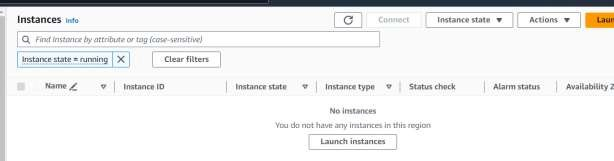 Instances Info
Connect
Instance state ▼
Actions ▼
Find Instance by attribute or tag (case-sensitive)
Instance state = running
Clear filters
Name
Instance ID
Instance state
Instance type
Status check
Alarm status
Availability
No instances
You do not have any instances in this region
Launch instances